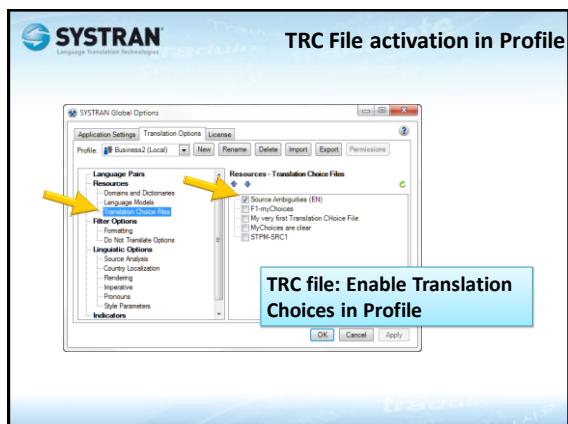 SYSTRAN
Language Translation Technologies
TRC File activation in Profile
SYSTRAN Global Options
Application Settings Translation Options License
Profile: Business2 (Local) New Rename Delete Import Export Permissions
Language Pairs
Resources
Domains and Dictionaries
Language Models
Translation Choice Files
Filter Options
Formatting
Do Not Translate Options
Linguistic Options
Source Analysis
Country Localization
Rendering
Imperative
Pronouns
Style Parameters
Indicators
Resources - Translation Choice Files
Source Ambiguities (EN)
F1-myChoices
My very first Translation CHoice File
MyChoices are clear
STPM-SRC1
TRC file: Enable Translation
Choices in Profile
OK Cancel Apply